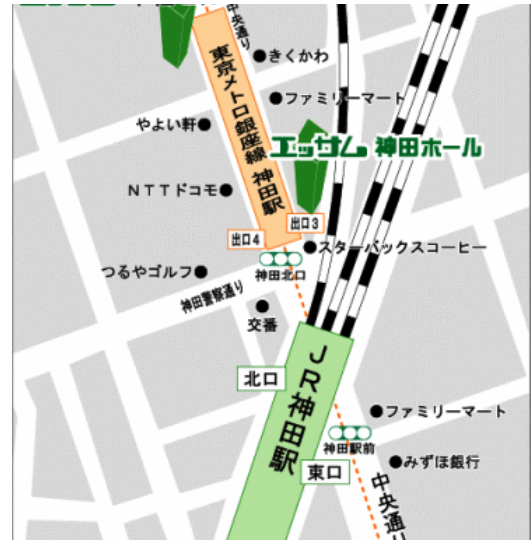 中央通り
きくかわ
東京メトロ銀座線 神田駅
ファミリーマート
やよい軒
エッサム 神田ホール
NTTドコモ
出口3
出口4
スターバックスコーヒー
神田北口
つるやゴルフ
神田警察通り
交番
JR神田駅
北口
ファミリーマート
神田駅前
みずほ銀行
東口
中央通り